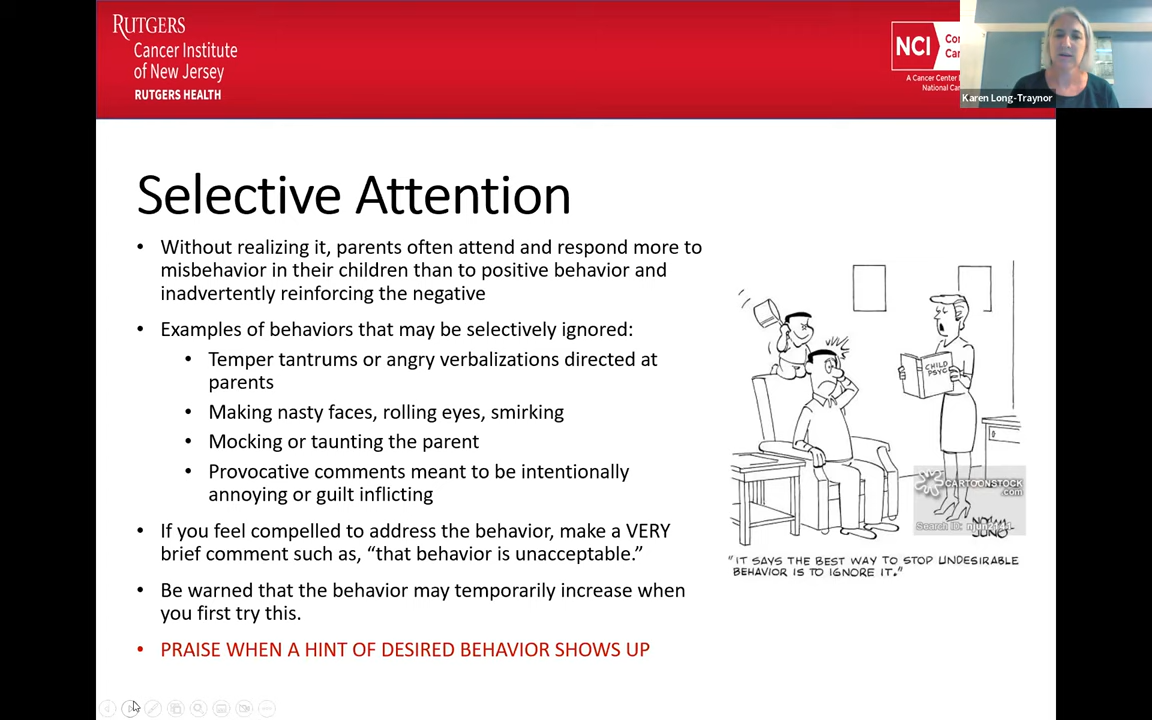 RUTGERS
Cancer Institute
of New Jersey
RUTGERS HEALTH
NCI
A Cancer Center
Karen Long-Traynor
Selective Attention
• Without realizing it, parents often attend and respond more to
misbehavior in their children than to positive behavior and
inadvertently reinforcing the negative
• Examples of behaviors that may be selectively ignored:
• Temper tantrums or angry verbalizations directed at
parents
• Making nasty faces, rolling eyes, smirking
• Mocking or taunting the parent
• Provocative comments meant to be intentionally
annoying or guilt inflicting
• If you feel compelled to address the behavior, make a VERY
brief comment such as, “that behavior is unacceptable.”
• Be warned that the behavior may temporarily increase when
you first try this.
• PRAISE WHEN A HINT OF DESIRED BEHAVIOR SHOWS UP
CHILD
PSYC
CARTOONSTOCK
.com
Search ID:
"IT SAYS THE BEST WAY TO STOP UNDESIRABLE
BEHAVIOR IS TO IGNORE IT."